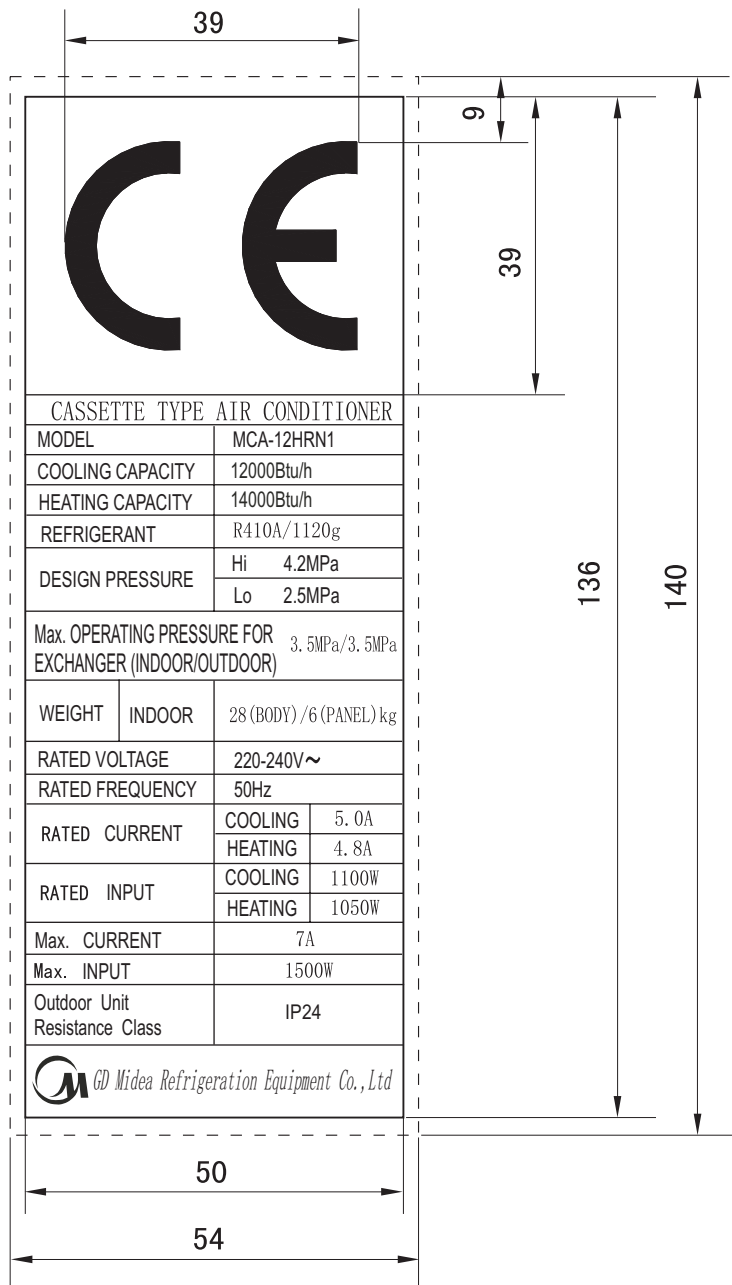 39
9
39
136
140
CE
CASSETTE TYPE AIR CONDITIONER
MODEL MCA-12HRN1
COOLING CAPACITY 12000Btu/h
HEATING CAPACITY 14000Btu/h
REFRIGERANT R410A/1120g
DESIGN PRESSURE Hi 4.2MPa
Lo 2.5MPa
Max. OPERATING PRESSURE FOR
EXCHANGER (INDOOR/OUTDOOR) 3.5MPa/3.5MPa
WEIGHT INDOOR 28(BODY)/6(PANEL)kg
RATED VOLTAGE 220-240V~
RATED FREQUENCY 50Hz
RATED CURRENT COOLING 5.0A
HEATING 4.8A
RATED INPUT COOLING 1100W
HEATING 1050W
Max. CURRENT 7A
Max. INPUT 1500W
Outdoor Unit
Resistance Class IP24
GD Midea Refrigeration Equipment Co.,Ltd
50
54